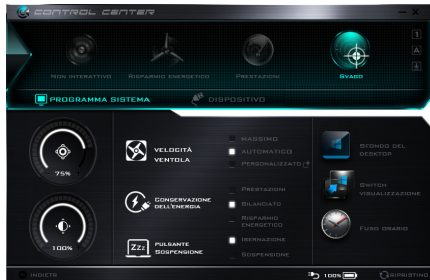 CONTROL CENTER
1
A
NON INTERATTIVO
RISPARMIO ENERGETICO
PRESTAZIONI
SVAGO
PROGRAMMA SISTEMA
DISPOSITIVO
75%
VELOCITÀ VENTOLA
MASSIMO
AUTOMATICO
PERSONALIZZATO
SFONDO DEL DESKTOP
100%
CONSERVAZIONE DELL'ENERGIA
PRESTAZIONI
BILANCIATO
RISPARMIO ENERGETICO
SWITCH VISUALIZZAZIONE
ZZZ
PULSANTE SOSPENSIONE
IBERNAZIONE
SOSPENSIONE
FUSO ORARIO
INDIETR
100%
RIPRISTINO